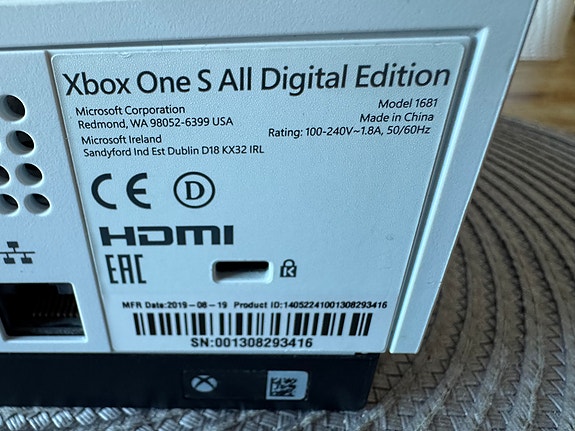 Xbox One S All Digital Edition
Microsoft Corporation
Redmond, WA 98052-6399 USA
Microsoft Ireland
Sandyford Ind Est Dublin D18 KX32 IRL
Model 1681
Made in China
Rating: 100-240V~1.8A, 50/60Hz
CE D
HDMI
EAC
MFR Date:2019-08-19 Product ID:14052241001308293416
SN:001308293416